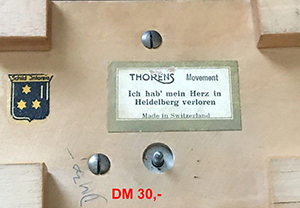 THORENS Movement
Ich hab' mein Herz in
Heidelberg verloren
Made in Switzerland
DM 30,-